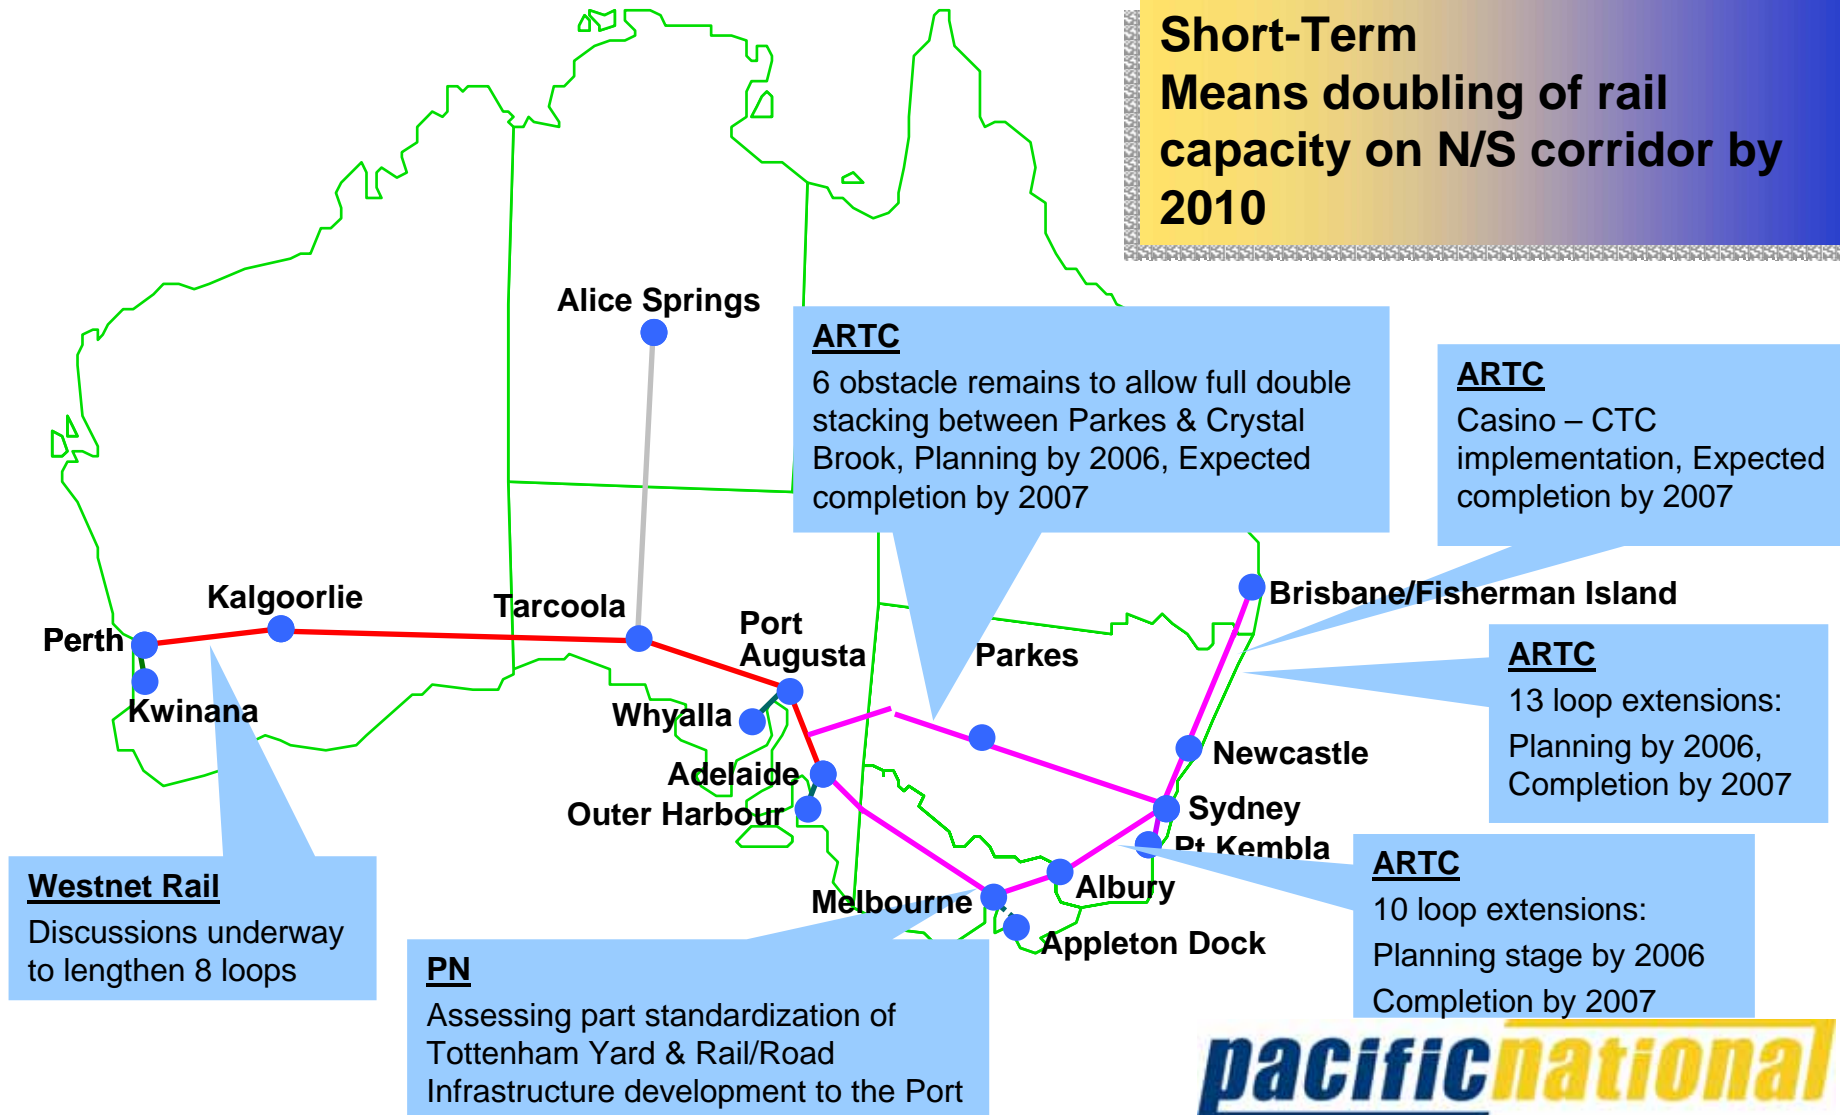 Short-Term
Means doubling of rail
capacity on N/S corridor by
2010
Alice Springs
ARTC
6 obstacle remains to allow full double
stacking between Parkes & Crystal
Brook, Planning by 2006, Expected
completion by 2007
ARTC
Casino – CTC
implementation, Expected
completion by 2007
Brisbane/Fisherman Island
Kalgoorlie
Tarcoola
Perth
Port
Augusta
Parkes
ARTC
13 loop extensions:
Planning by 2006,
Completion by 2007
Kwinana
Whyalla
Newcastle
Adelaide
Outer Harbour
Sydney
Pt Kembla
Westnet Rail
Discussions underway
to lengthen 8 loops
Melbourne
Albury
Appleton Dock
ARTC
10 loop extensions:
Planning stage by 2006
Completion by 2007
PN
Assessing part standardization of
Tottenham Yard & Rail/Road
Infrastructure development to the Port
pacificnational